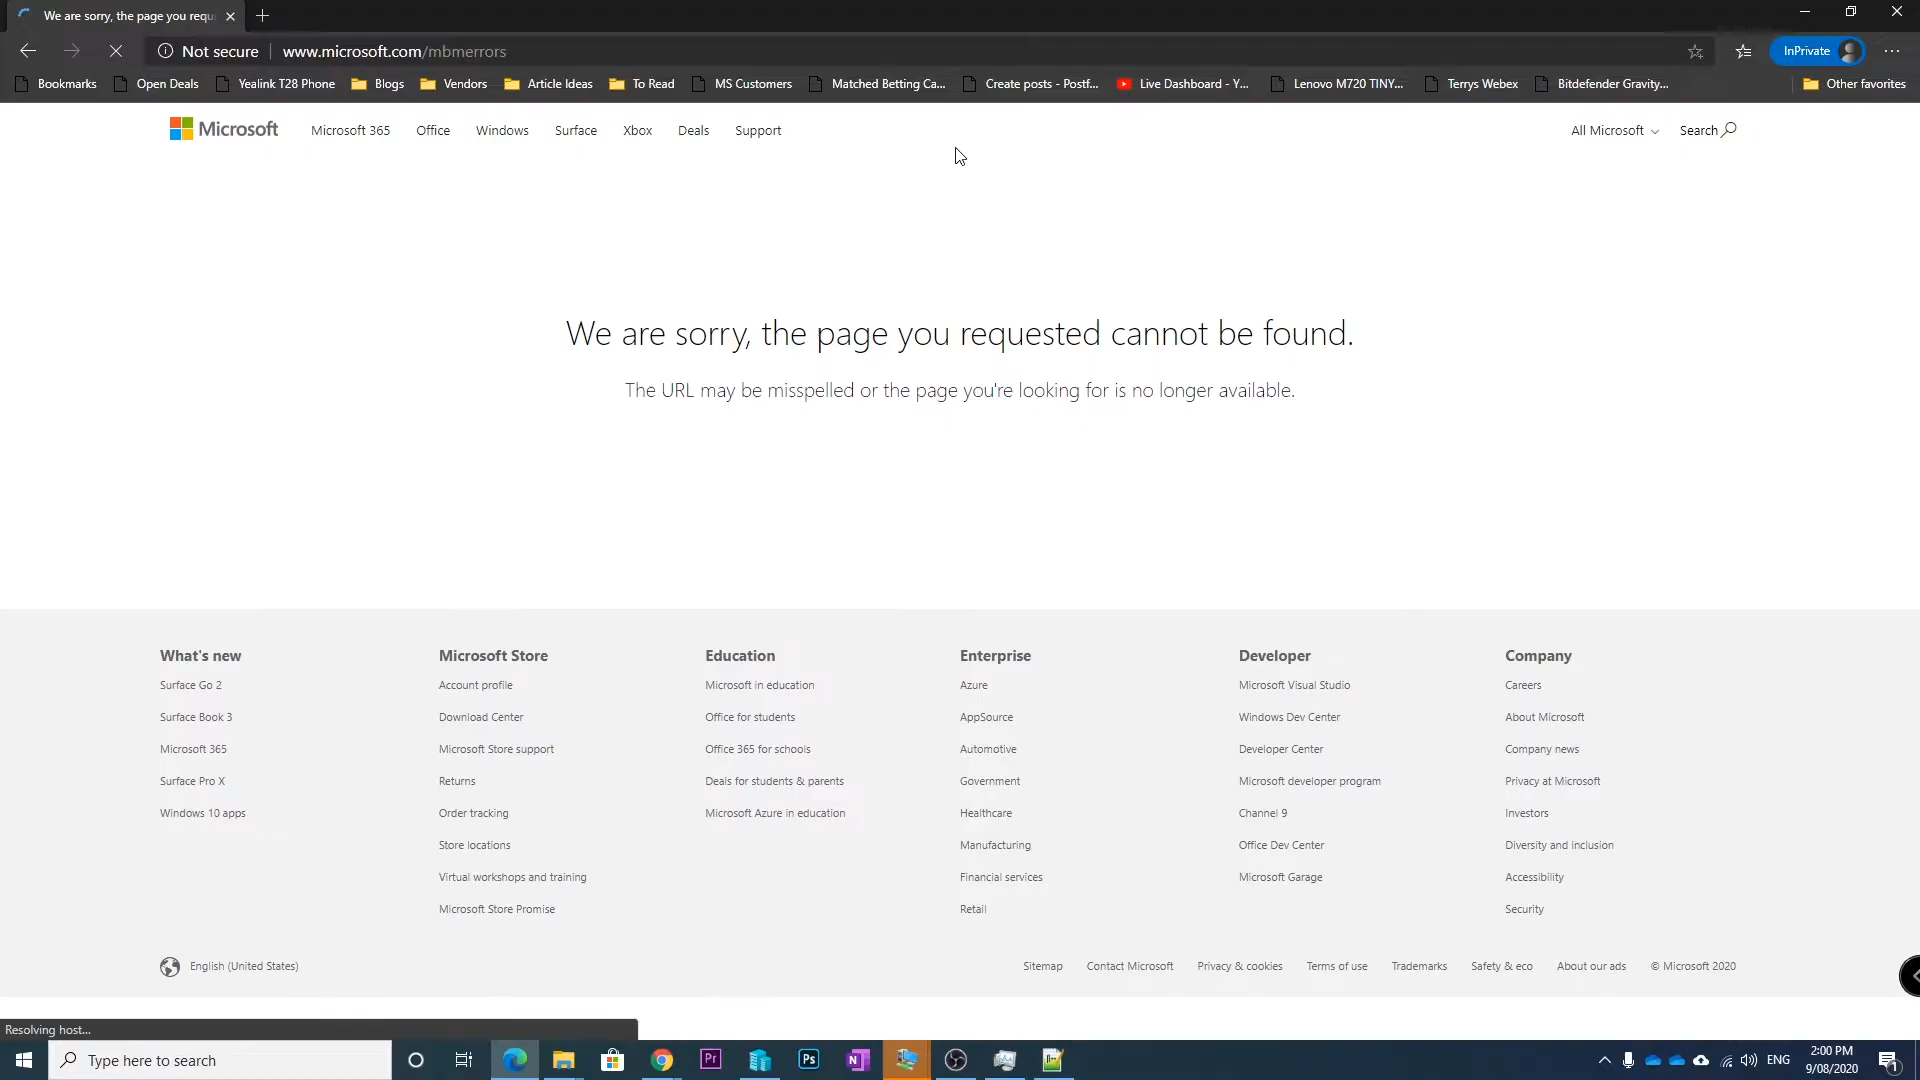 We are sorry, the page you requ
Not secure www.microsoft.com/mbmerrors InPrivate
Bookmarks Open Deals Yealink T28 Phone Blogs Vendors Article Ideas To Read MS Customers Matched Betting Ca... Create posts - Postf... Live Dashboard - Y... Lenovo M720 TINY... Terrys Webex Bitdefender Gravity... Other favorites
Microsoft Microsoft 365 Office Windows Surface Xbox Deals Support All Microsoft Search
We are sorry, the page you requested cannot be found.
The URL may be misspelled or the page you're looking for is no longer available.
What's new
Surface Go 2
Surface Book 3
Microsoft 365
Surface Pro X
Windows 10 apps
Microsoft Store
Account profile
Download Center
Microsoft Store support
Returns
Order tracking
Store locations
Virtual workshops and training
Microsoft Store Promise
Education
Microsoft in education
Office for students
Office 365 for schools
Deals for students & parents
Microsoft Azure in education
Enterprise
Azure
AppSource
Automotive
Government
Healthcare
Manufacturing
Financial services
Retail
Developer
Microsoft Visual Studio
Windows Dev Center
Developer Center
Microsoft developer program
Channel 9
Office Dev Center
Microsoft Garage
Company
Careers
About Microsoft
Company news
Privacy at Microsoft
Investors
Diversity and inclusion
Accessibility
Security
English (United States) Sitemap Contact Microsoft Privacy & cookies Terms of use Trademarks Safety & eco About our ads © Microsoft 2020
Resolving host...
Type here to search Pr Ps N ENG 2:00 PM
9/08/2020 1